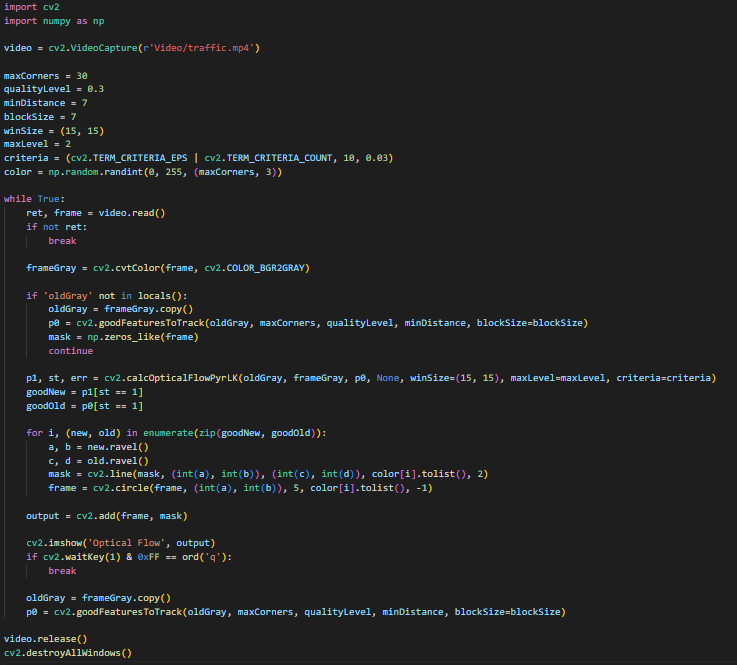 import cv2
import numpy as np

video = cv2.VideoCapture(r'Video/traffic.mp4')

maxCorners = 30
qualityLevel = 0.3
minDistance = 7
blockSize = 7
winSize = (15, 15)
maxLevel = 2
criteria = (cv2.TERM_CRITERIA_EPS | cv2.TERM_CRITERIA_COUNT, 10, 0.03)
color = np.random.randint(0, 255, (maxCorners, 3))

while True:
    ret, frame = video.read()
    if not ret:
        break

    frameGray = cv2.cvtColor(frame, cv2.COLOR_BGR2GRAY)

    if 'oldGray' not in locals():
        oldGray = frameGray.copy()
        p0 = cv2.goodFeaturesToTrack(oldGray, maxCorners, qualityLevel, minDistance, blockSize=blockSize)
        mask = np.zeros_like(frame)
        continue

    p1, st, err = cv2.calcOpticalFlowPyrLK(oldGray, frameGray, p0, None, winSize=(15, 15), maxLevel=maxLevel, criteria=criteria)
    goodNew = p1[st == 1]
    goodOld = p0[st == 1]

    for i, (new, old) in enumerate(zip(goodNew, goodOld)):
        a, b = new.ravel()
        c, d = old.ravel()
        mask = cv2.line(mask, (int(a), int(b)), (int(c), int(d)), color[i].tolist(), 2)
        frame = cv2.circle(frame, (int(a), int(b)), 5, color[i].tolist(), -1)

    output = cv2.add(frame, mask)

    cv2.imshow('Optical Flow', output)
    if cv2.waitKey(1) & 0xFF == ord('q'):
        break

    oldGray = frameGray.copy()
    p0 = cv2.goodFeaturesToTrack(oldGray, maxCorners, qualityLevel, minDistance, blockSize=blockSize)

video.release()
cv2.destroyAllWindows()